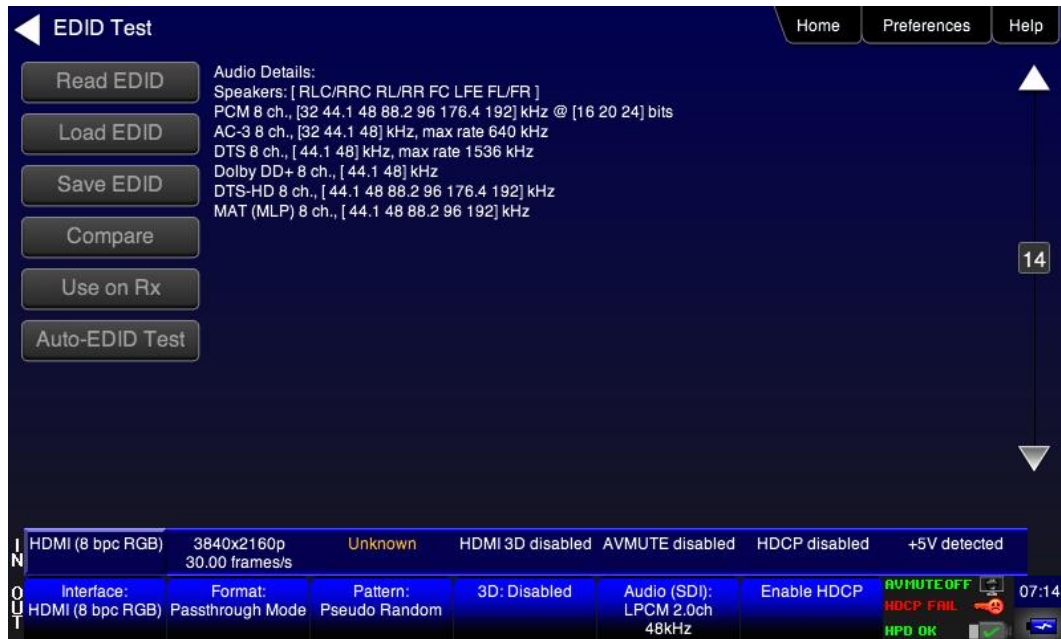 EDID Test
Home
Preferences
Help
Read EDID
Load EDID
Save EDID
Compare
Use on Rx
Auto-EDID Test
Audio Details:
Speakers: [ RLC/RRC RL/RR FC LFE FL/FR ]
PCM 8 ch., [32 44.1 48 88.2 96 176.4 192] kHz @ [16 20 24] bits
AC-3 8 ch., [32 44.1 48] kHz, max rate 640 kHz
DTS 8 ch., [ 44.1 48] kHz, max rate 1536 kHz
Dolby DD+ 8 ch., [ 44.1 48] kHz
DTS-HD 8 ch., [ 44.1 48 88.2 96 176.4 192] kHz
MAT (MLP) 8 ch., [ 44.1 48 88.2 96 192] kHz
14
IN
HDMI (8 bpc RGB)
3840x2160p
30.00 frames/s
Unknown
HDMI 3D disabled
AVMUTE disabled
HDCP disabled
+5V detected
OUT
Interface:
HDMI (8 bpc RGB)
Format:
Passthrough Mode
Pattern:
Pseudo Random
3D: Disabled
Audio (SDI):
LPCM 2.0ch
48kHz
Enable HDCP
AVMUTE OFF
HDCP FAIL
HPD OK
07:14